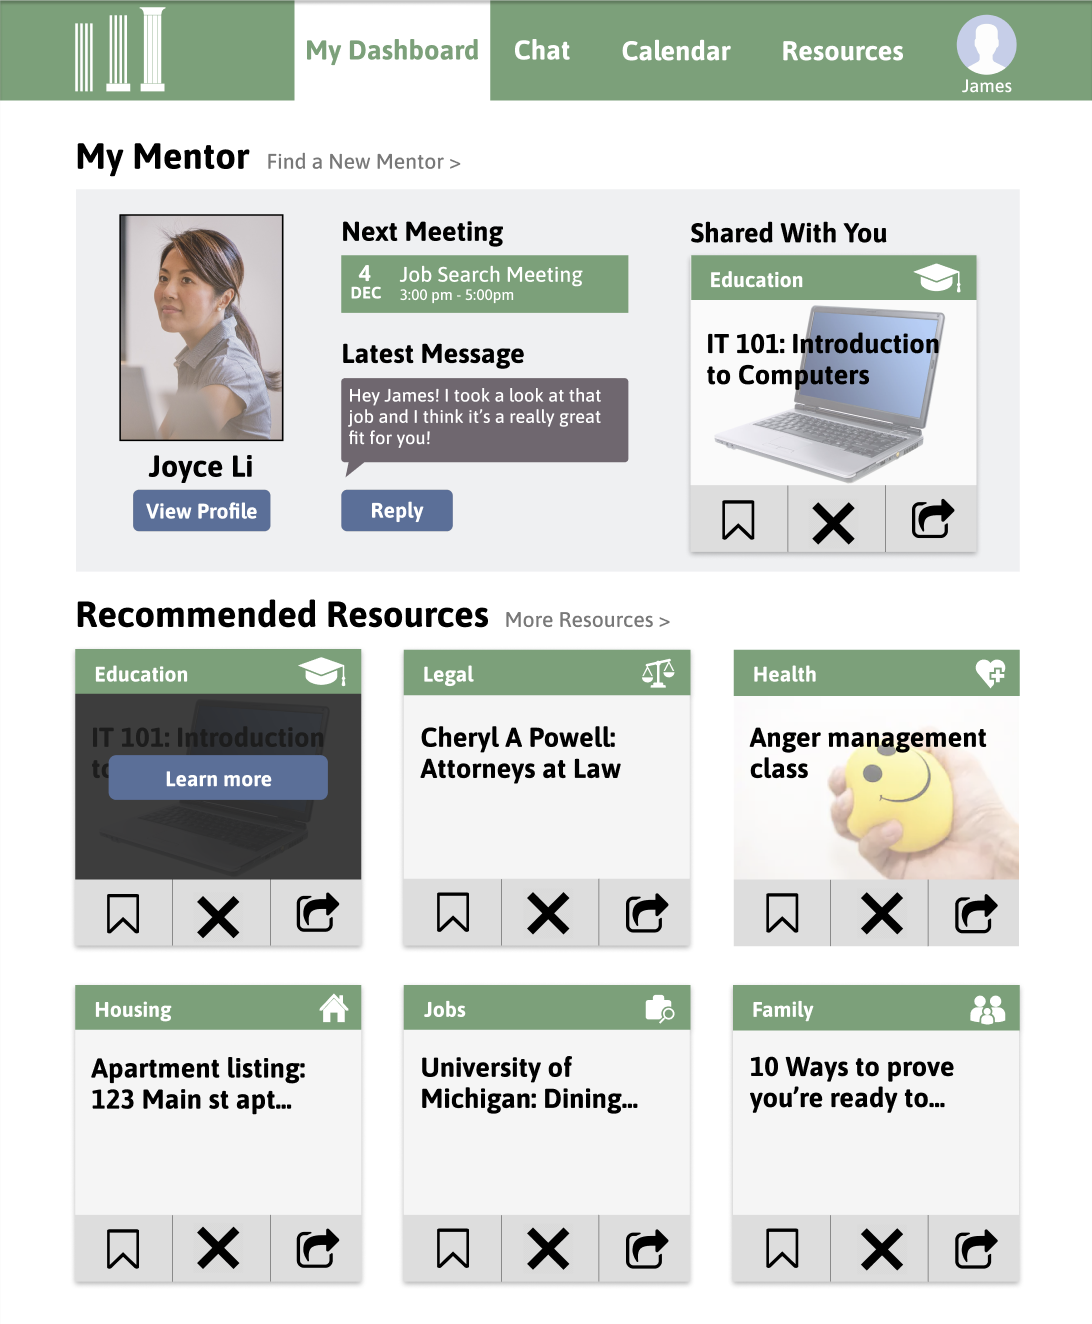 My Dashboard
Chat
Calendar
Resources
James
My Mentor
Find a New Mentor >
Joyce Li
View Profile
Next Meeting
4
DEC
Job Search Meeting
3:00 pm - 5:00pm
Latest Message
Hey James! I took a look at that
job and I think it's a really great
fit for you!
Reply
Shared With You
Education
IT 101: Introduction
to Computers
Recommended Resources
More Resources >
Education
IT 101: Introduction
Learn more
Legal
Cheryl A Powell:
Attorneys at Law
Health
Anger management
class
Housing
Apartment listing:
123 Main st apt...
Jobs
University of
Michigan: Dining...
Family
10 Ways to prove
you're ready to...